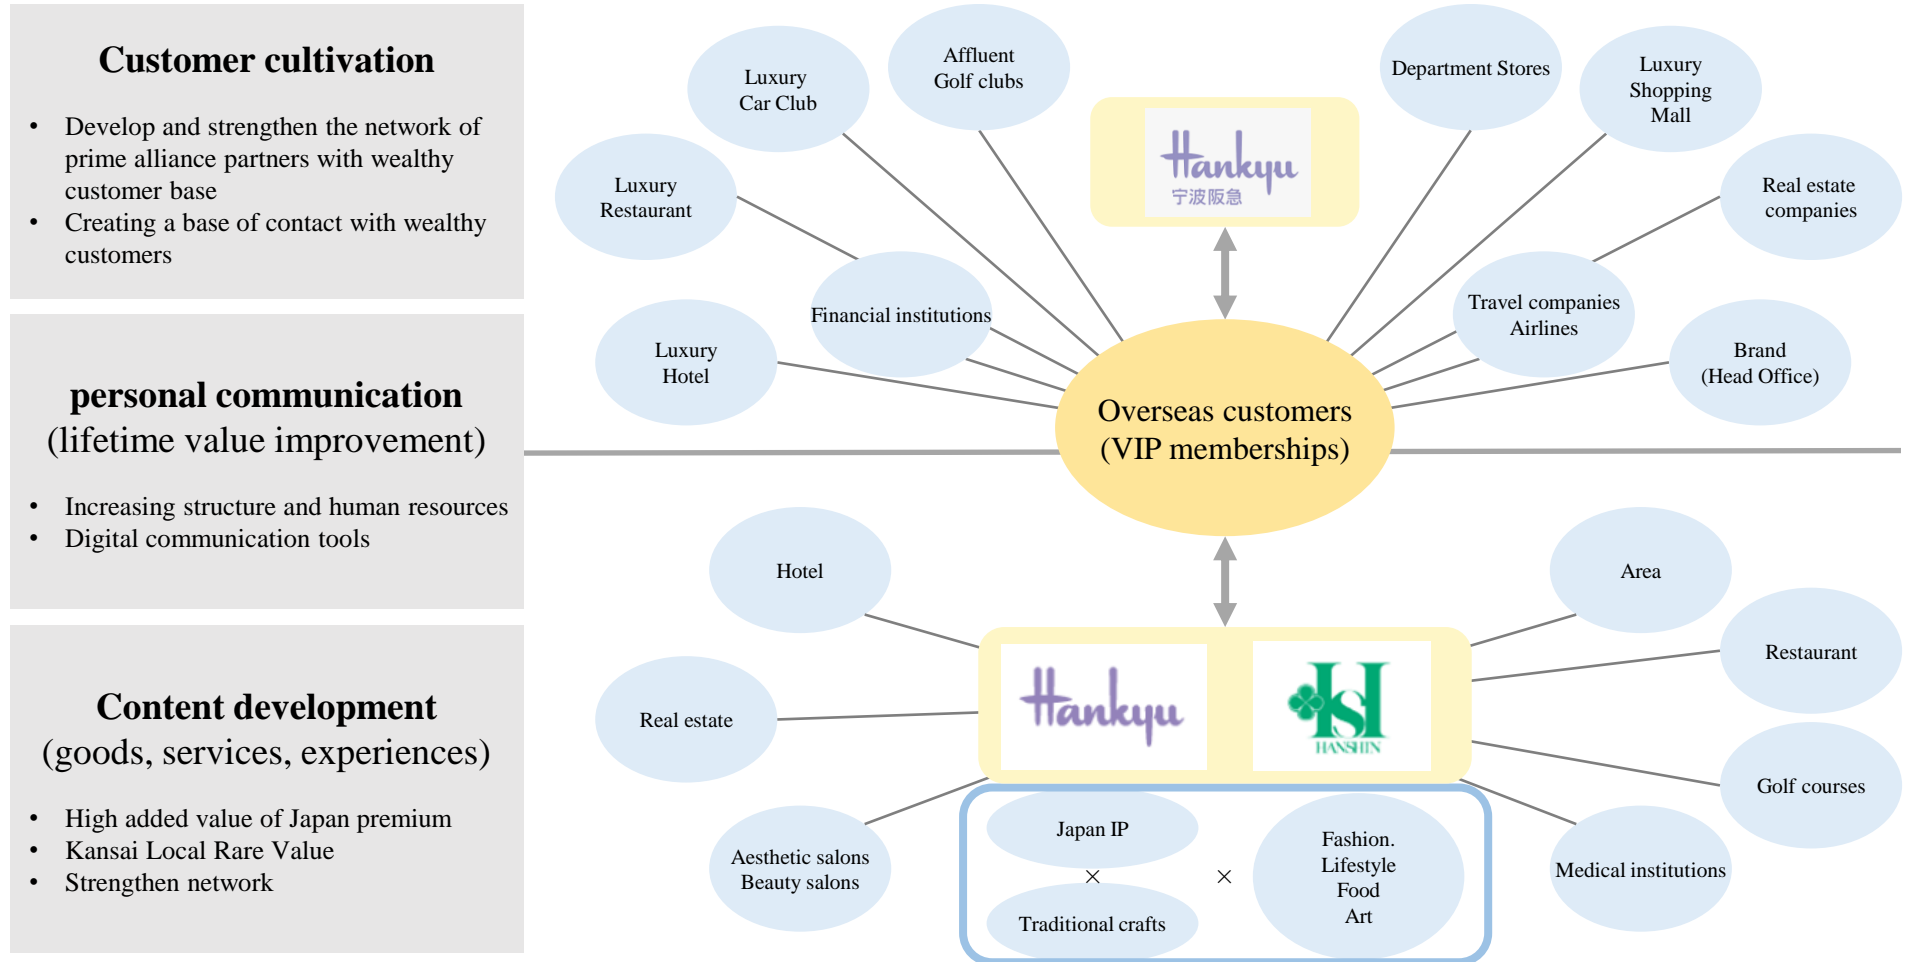 Customer cultivation
• Develop and strengthen the network of
prime alliance partners with wealthy
customer base
• Creating a base of contact with wealthy
customers
personal communication
(lifetime value improvement)
• Increasing structure and human resources
• Digital communication tools
Content development
(goods, services, experiences)
• High added value of Japan premium
• Kansai Local Rare Value
• Strengthen network
Luxury
Car Club
Affluent
Golf clubs
Hankyu
宁波阪急
Department Stores
Luxury
Shopping
Mall
Luxury
Restaurant
Real estate
companies
Financial institutions
Travel companies
Airlines
Luxury
Hotel
Brand
(Head Office)
Overseas customers
(VIP memberships)
Hotel
Area
Real estate
Hankyu
HS
HANSHIN
Restaurant
Golf courses
Aesthetic salons
Beauty salons
Japan IP
×
Traditional crafts
×
Fashion.
Lifestyle
Food
Art
Medical institutions